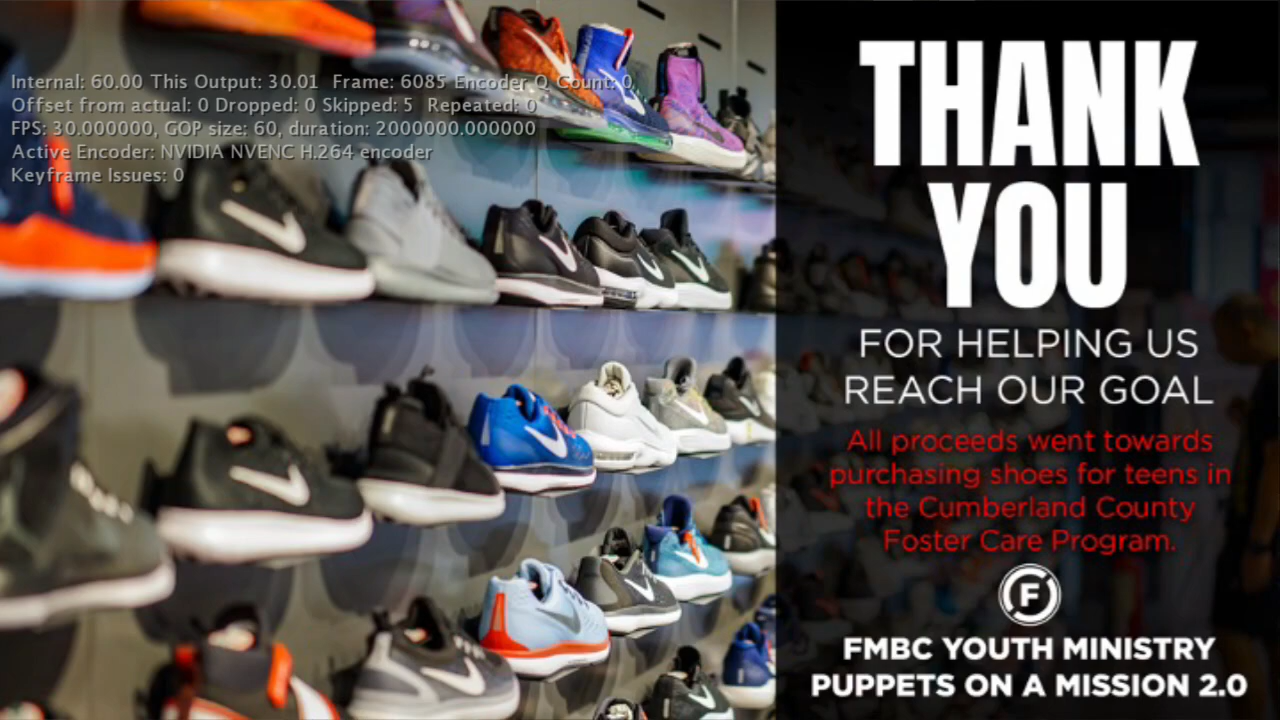 Internal: 60.00 This Output: 30.01 Frame: 6085 Encoder Q Count: 0
Offset from actual: 0 Dropped: 0 Skipped: 5 Repeated: 0
FPS: 30.000000, GOP size: 60, duration: 2000000.000000
Active Encoder: NVIDIA NVENC H.264 encoder
Keyframe Issues: 0
THANK
YOU
FOR HELPING US
REACH OUR GOAL
All proceeds went towards
purchasing shoes for teens in
the Cumberland County
Foster Care Program.
F
FMBC YOUTH MINISTRY
PUPPETS ON A MISSION 2.0